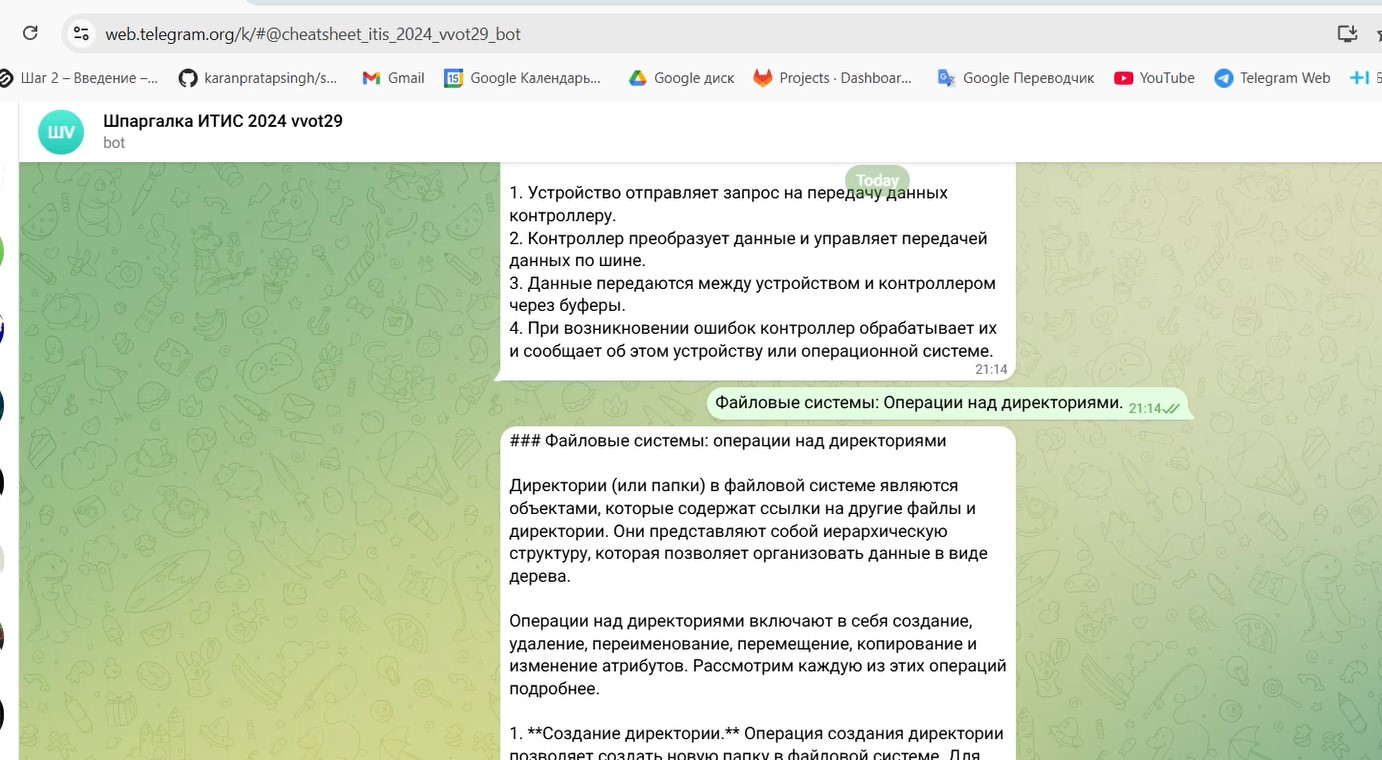 web.telegram.org/k/#@cheatsheet_itis_2024_vvot29_bot
Шаг 2 – Введение –... karanpratapsingh/s... Gmail 15 Google Календарь... Google диск Projects · Dashboar... Google Переводчик YouTube Telegram Web
ШV
Шпаргалка ИТИС 2024 vvot29
bot
Today
1. Устройство отправляет запрос на передачу данных
контроллеру.
2. Контроллер преобразует данные и управляет передачей
данных по шине.
3. Данные передаются между устройством и контроллером
через буферы.
4. При возникновении ошибок контроллер обрабатывает их
и сообщает об этом устройству или операционной системе.
21:14
Файловые системы: Операции над директориями. 21:14
### Файловые системы: операции над директориями
Директории (или папки) в файловой системе являются
объектами, которые содержат ссылки на другие файлы и
директории. Они представляют собой иерархическую
структуру, которая позволяет организовать данные в виде
дерева.
Операции над директориями включают в себя создание,
удаление, переименование, перемещение, копирование и
изменение атрибутов. Рассмотрим каждую из этих операций
подробнее.
1. **Создание директории.** Операция создания директории
позволяет создать новую папку в файловой системе. Для